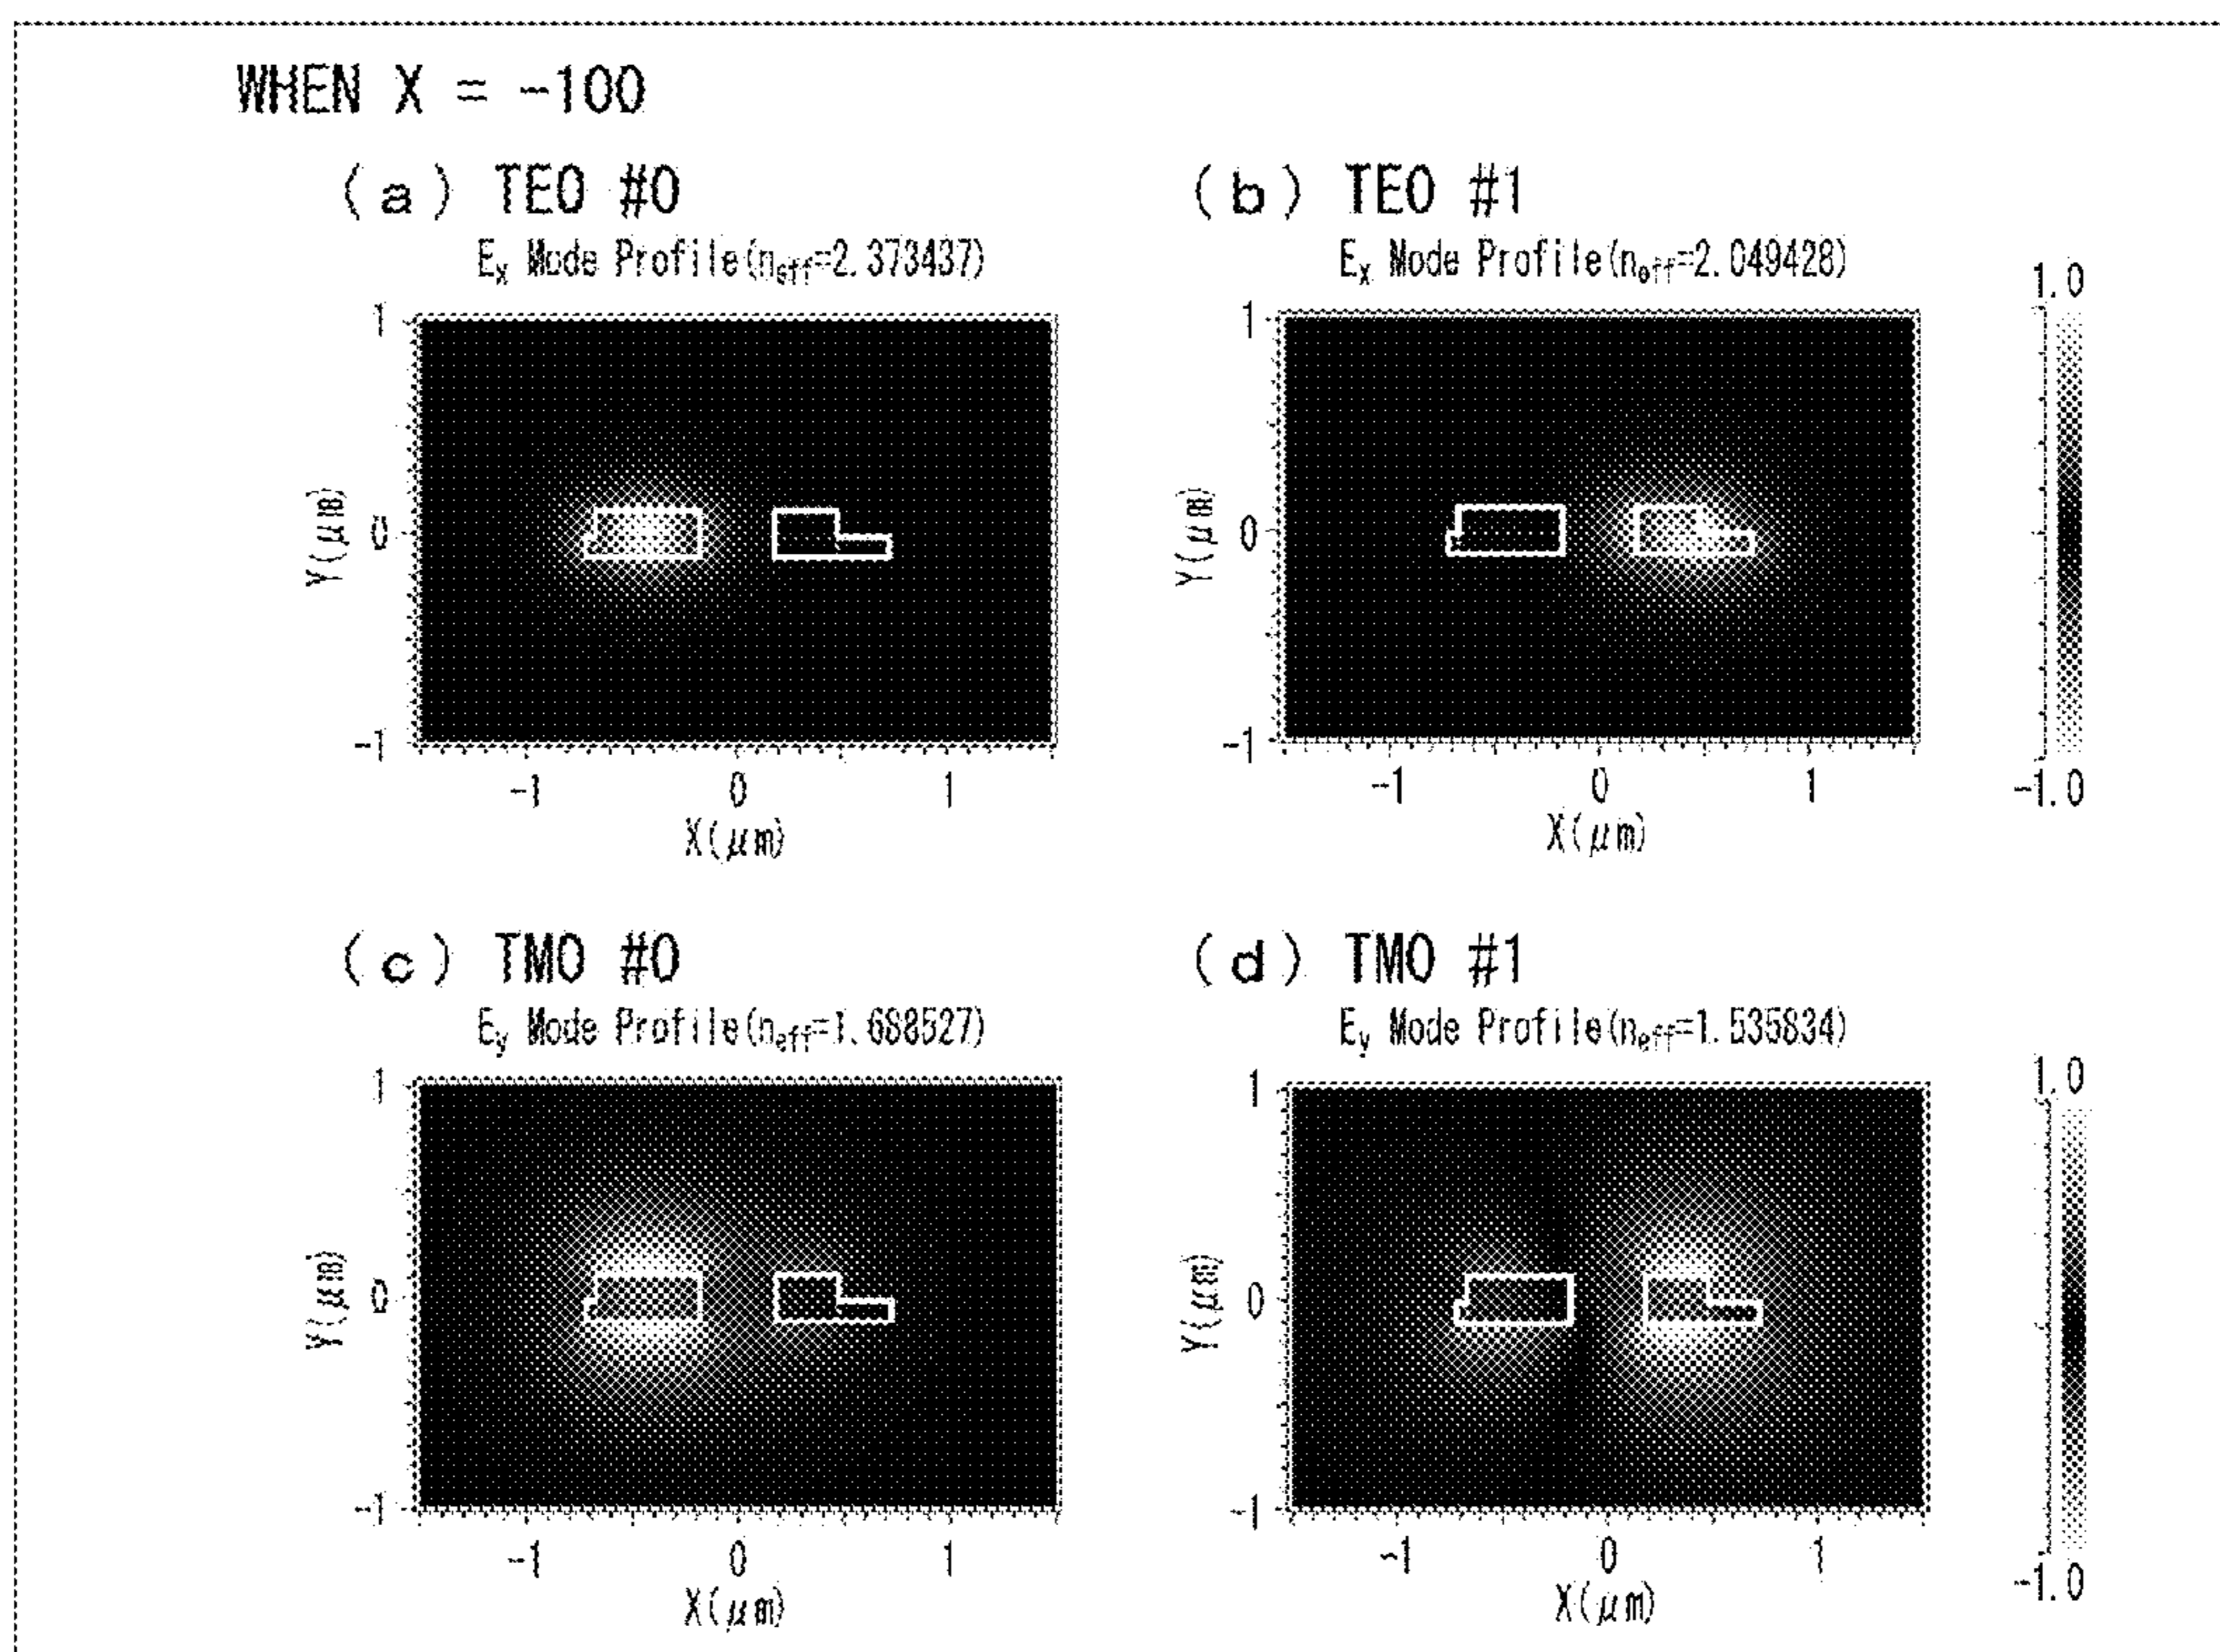 WHEN X = -100
(a) TE0 #0
(b) TE0 #1
Ex Mode Profile(neff=2.373437)
Ex Mode Profile(neff=2.049428)
1
0
-1
Y(μm)
-1 0 1
X(μm)
1
0
-1
Y(μm)
-1 0 1
X(μm)
1.0
-1.0
(c) TM0 #0
(d) TM0 #1
Ey Mode Profile(neff=1.688527)
Ey Mode Profile(neff=1.535834)
1
0
-1
Y(μm)
-1 0 1
X(μm)
1
0
-1
Y(μm)
-1 0 1
X(μm)
1.0
-1.0